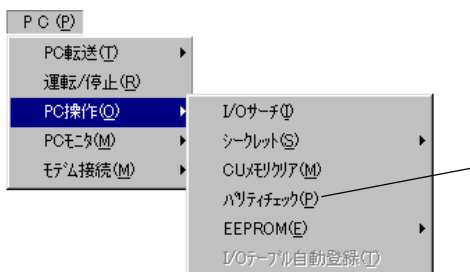 PC(P)
PC転送(T)
運転/停止(R)
PC操作(O)
PCモニタ(M)
モデム接続(M)
I/Oサーチ(I)
シークレット(S)
CUメモリクリア(M)
パリティチェック(P)
EEPROM(E)
I/Oテーブル自動登録(T)